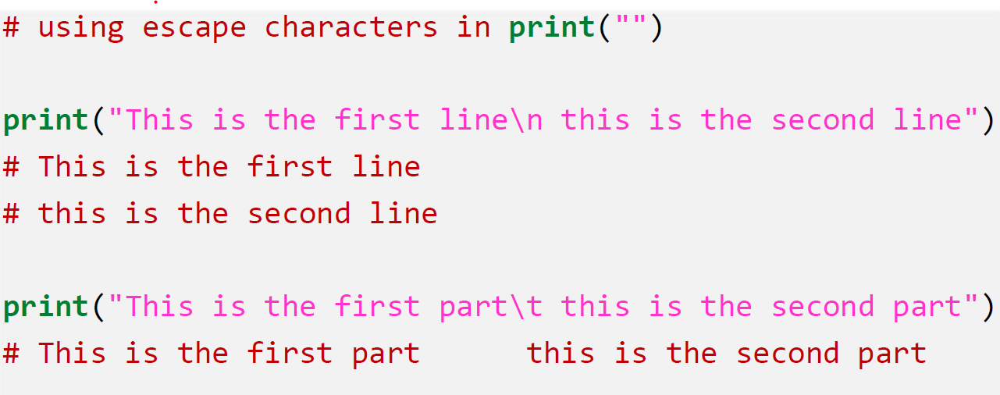 # using escape characters in print("")
print("This is the first line\n this is the second line")
# This is the first line
# this is the second line
print("This is the first part\t this is the second part")
# This is the first part      this is the second part